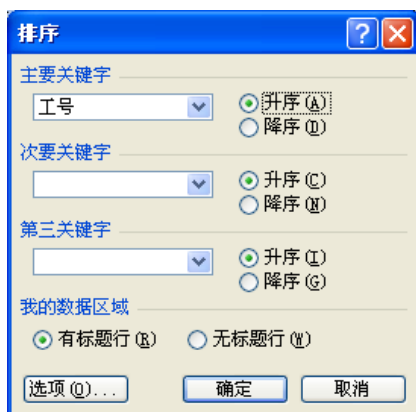 排序
主要关键字
工号
升序(A)
降序(D)
次要关键字
升序(C)
降序(N)
第三关键字
升序(I)
降序(G)
我的数据区域
有标题行(R) 无标题行(W)
选项(O)... 确定 取消